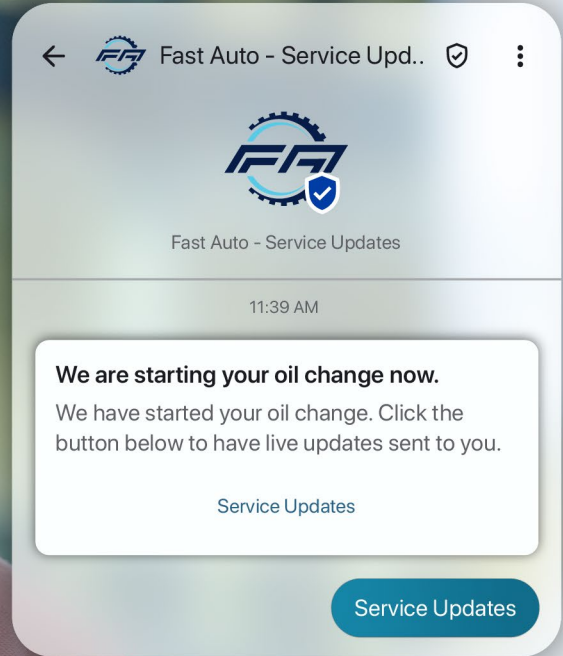 FA Fast Auto - Service Upd..
FA
Fast Auto - Service Updates
11:39 AM
We are starting your oil change now.
We have started your oil change. Click the
button below to have live updates sent to you.
Service Updates
Service Updates